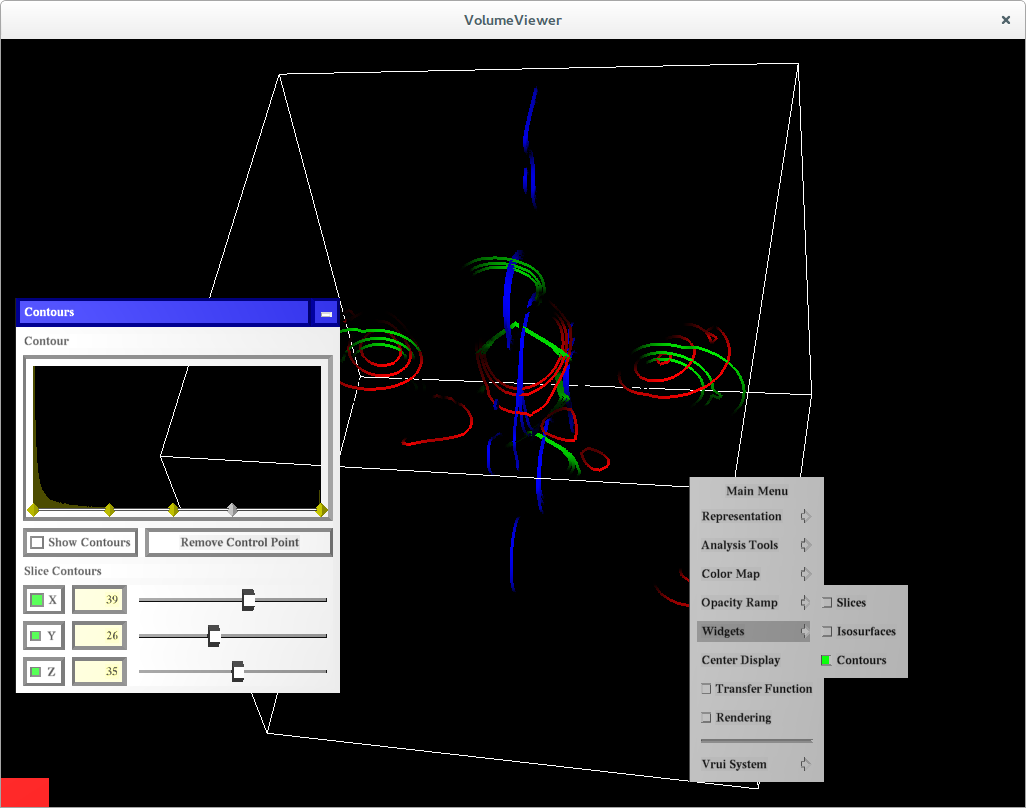 VolumeViewer
Contours
Contour
Show Contours
Remove Control Point
Slice Contours
X 39
Y 26
Z 35
Main Menu
Representation
Analysis Tools
Color Map
Opacity Ramp
Widgets
Center Display
Transfer Function
Rendering
Vrui System
Slices
Isosurfaces
Contours